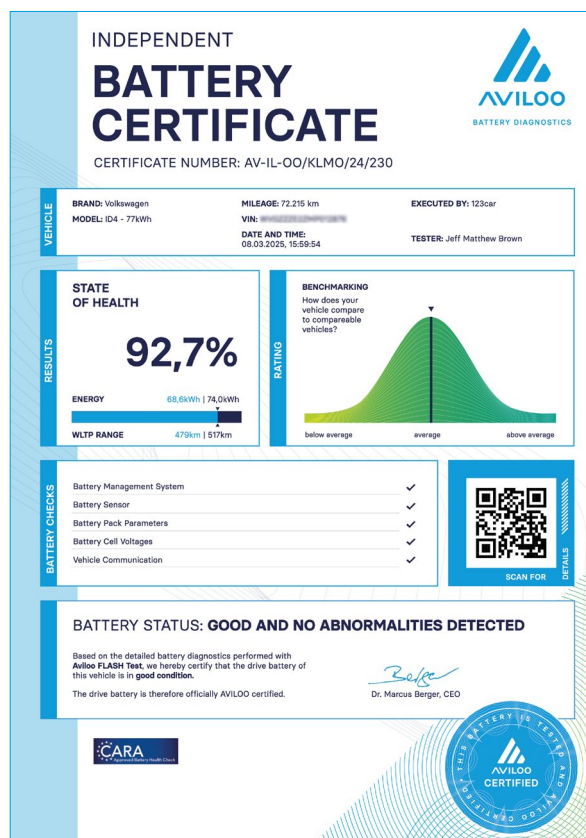 INDEPENDENT
BATTERY
CERTIFICATE
CERTIFICATE NUMBER: AV-IL-OO/KLMO/24/230
AVILOO
BATTERY DIAGNOSTICS
VEHICLE
BRAND: Volkswagen
MODEL: ID4 - 77kWh
MILEAGE: 72.215 km
VIN:
DATE AND TIME:
08.03.2025, 15:59:54
EXECUTED BY: 123car
TESTER: Jeff Matthew Brown
RESULTS
STATE
OF HEALTH
92,7%
ENERGY 68,6kWh | 74,0kWh
WLTP RANGE 479km | 517km
RATING
BENCHMARKING
How does your
vehicle compare
to compareable
vehicles?
below average average above average
BATTERY CHECKS
Battery Management System
Battery Sensor
Battery Pack Parameters
Battery Cell Voltages
Vehicle Communication
SCAN FOR
DETAILS
BATTERY STATUS: GOOD AND NO ABNORMALITIES DETECTED
Based on the detailed battery diagnostics performed with
Aviloo FLASH Test, we hereby certify that the drive battery of
this vehicle is in good condition.
The drive battery is therefore officially AVILOO certified.
Berger
Dr. Marcus Berger, CEO
CARA
Approved Battery Health Check
THIS BATTERY IS TESTED AND AVILOO CERTIFIED
AVILOO
CERTIFIED